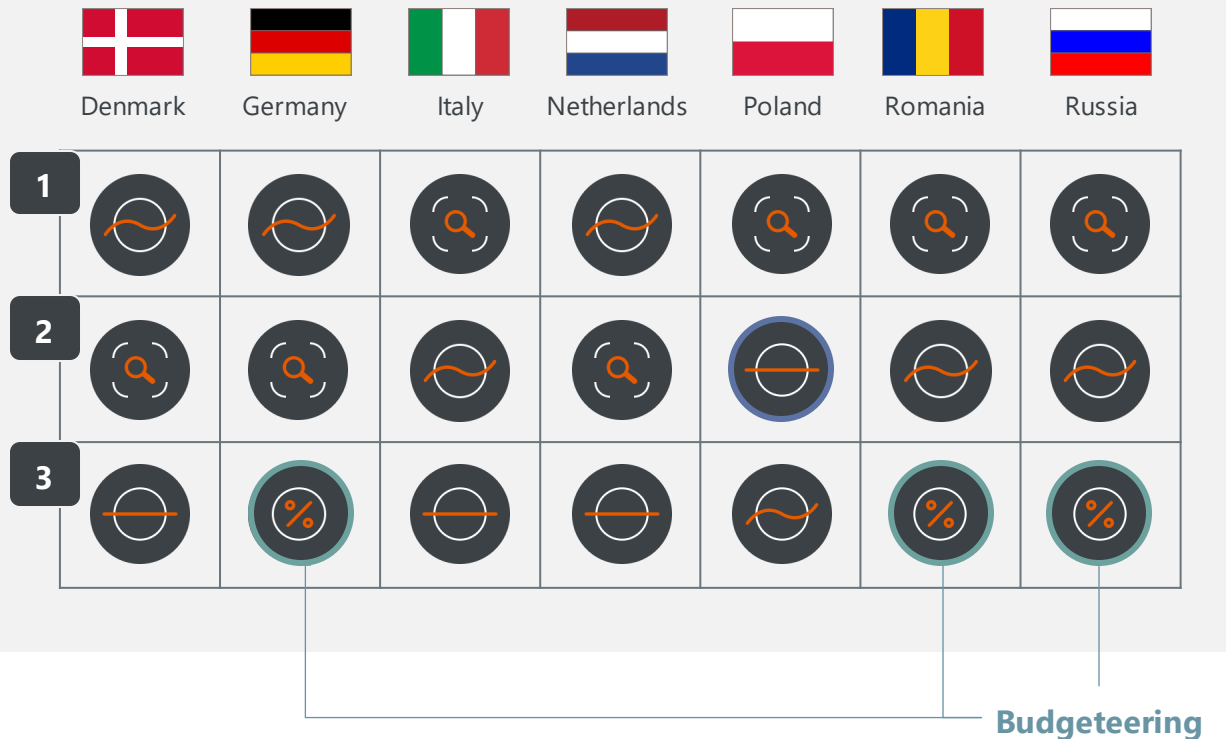 Denmark Germany Italy Netherlands Poland Romania Russia
1
2
3
% % %
Budgeteering